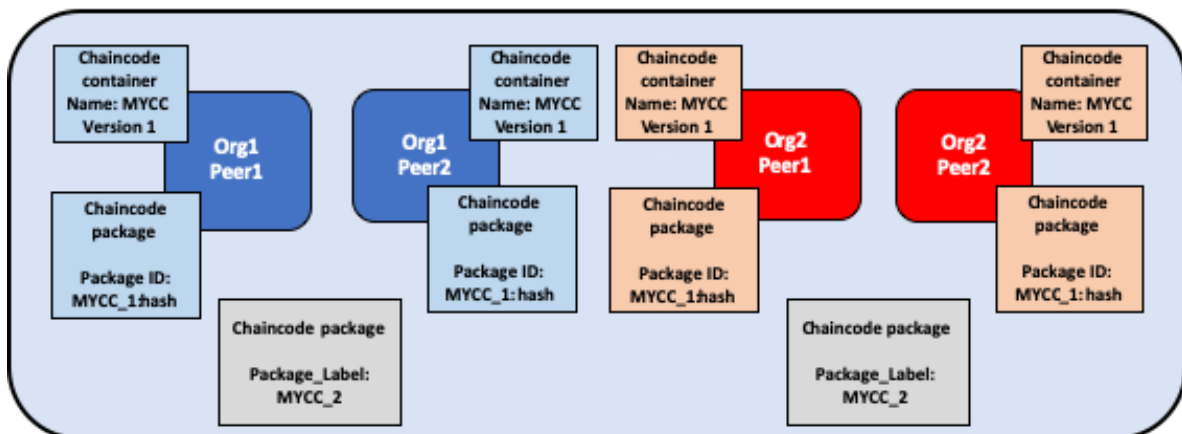 Chaincode
container
Name: MYCC
Version 1
Org1
Peer1
Chaincode
package
Package ID:
MYCC_1:hash
Chaincode
container
Name: MYCC
Version 1
Org1
Peer2
Chaincode
package
Package ID:
MYCC_1:hash
Chaincode package
Package_Label:
MYCC_2
Chaincode
container
Name: MYCC
Version 1
Org2
Peer1
Chaincode
package
Package ID:
MYCC_1:hash
Chaincode
container
Name: MYCC
Version 1
Org2
Peer2
Chaincode
package
Package ID:
MYCC_1:hash
Chaincode package
Package_Label:
MYCC_2